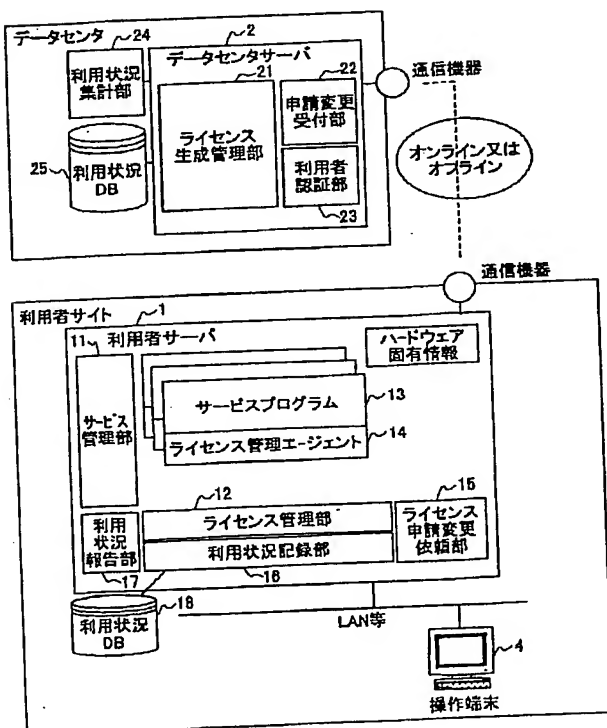 データセンタ
24
2
利用状況
集計部
データセンタサーバ
21
22
通信機器
ライセンス
生成管理部
申請変更
受付部
25
利用状況
DB
利用者
認証部
23
オンライン又は
オフライン
通信機器
利用者サイト
1
11
利用者サーバ
ハードウェア
固有情報
サービス
管理部
サービスプログラム
13
ライセンス管理エージェント
14
12
15
利用
状況
報告部
ライセンス管理部
ライセンス
申請変更
依頼部
利用状況記録部
17
16
18
利用状況
DB
LAN等
4
操作端末